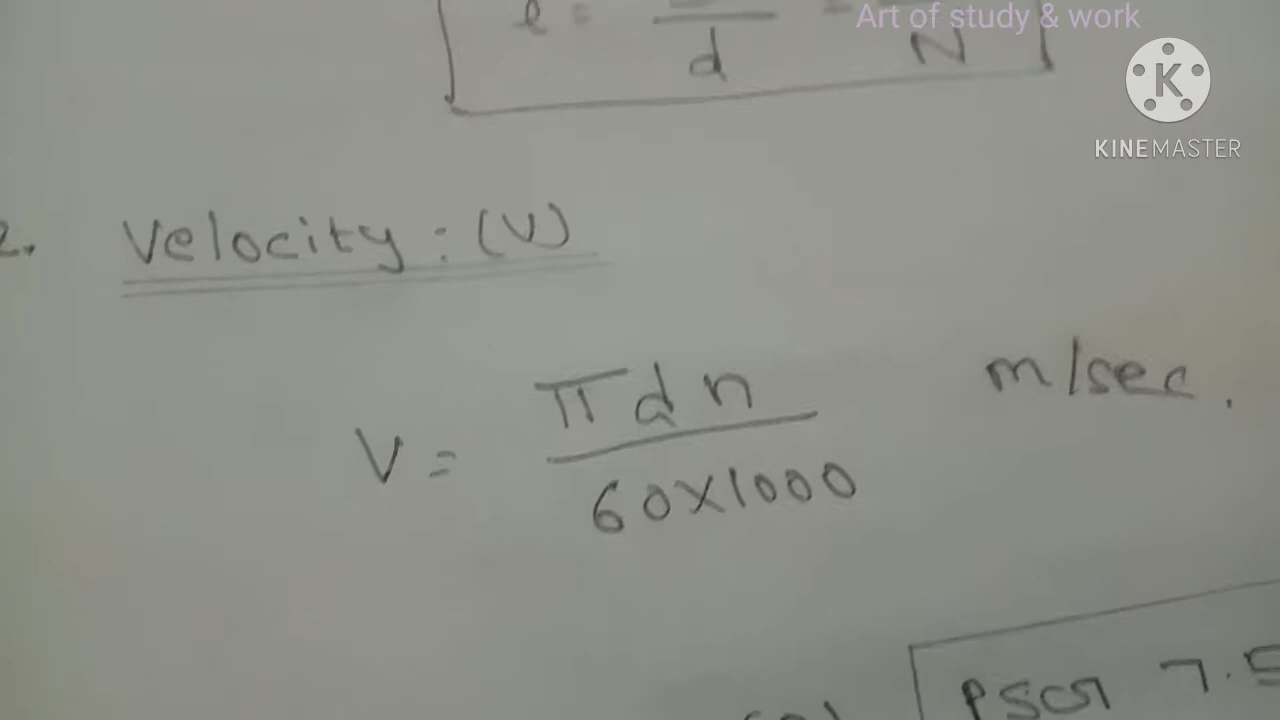 Art of study & work
e = / d = / N
K
KINEMASTER
2. Velocity : (V)
V = πdn / 60×1000 m/sec.
PSG 7.5